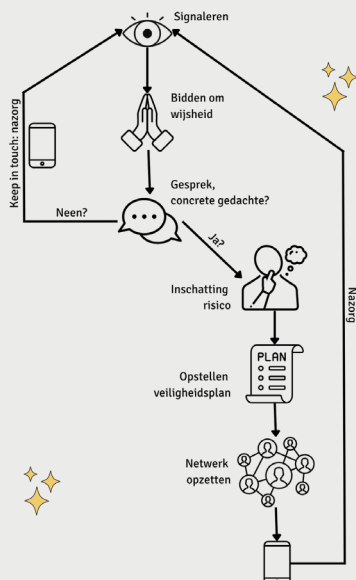 Signaleren
Bidden om
wijsheid
Gesprek,
concrete gedachte?
Keep in touch: nazorg
Neen?
Ja?
Inschatting
risico
PLAN
Opstellen
veiligheidsplan
Nazorg
Netwerk
opzetten